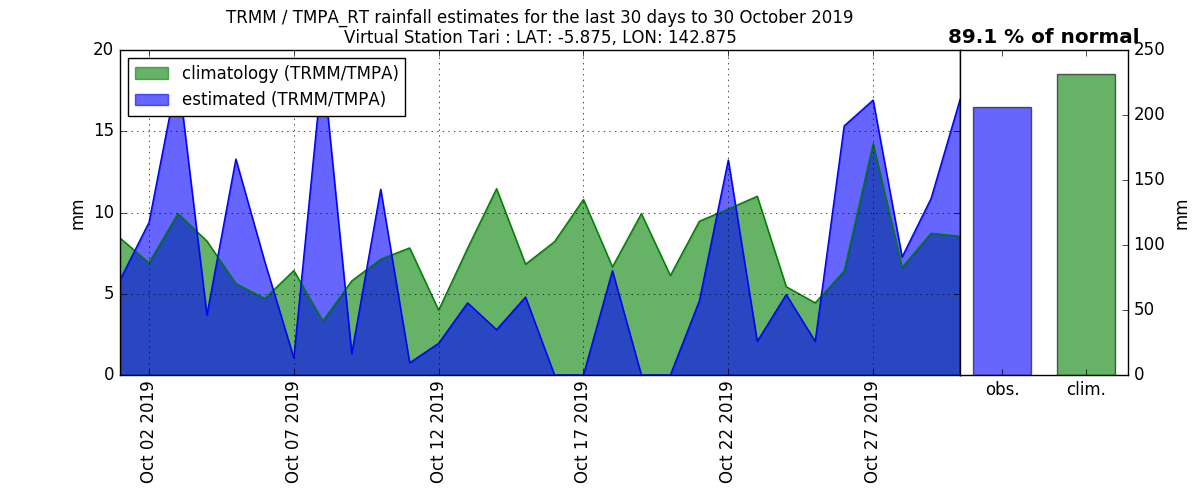 TRMM / TMPA_RT rainfall estimates for the last 30 days to 30 October 2019
Virtual Station Tari : LAT: -5.875, LON: 142.875
89.1 % of normal
climatology (TRMM/TMPA)
estimated (TRMM/TMPA)
20
15
10
5
0
mm
Oct 02 2019
Oct 07 2019
Oct 12 2019
Oct 17 2019
Oct 22 2019
Oct 27 2019
obs.
clim.
250
200
150
100
50
0
mm